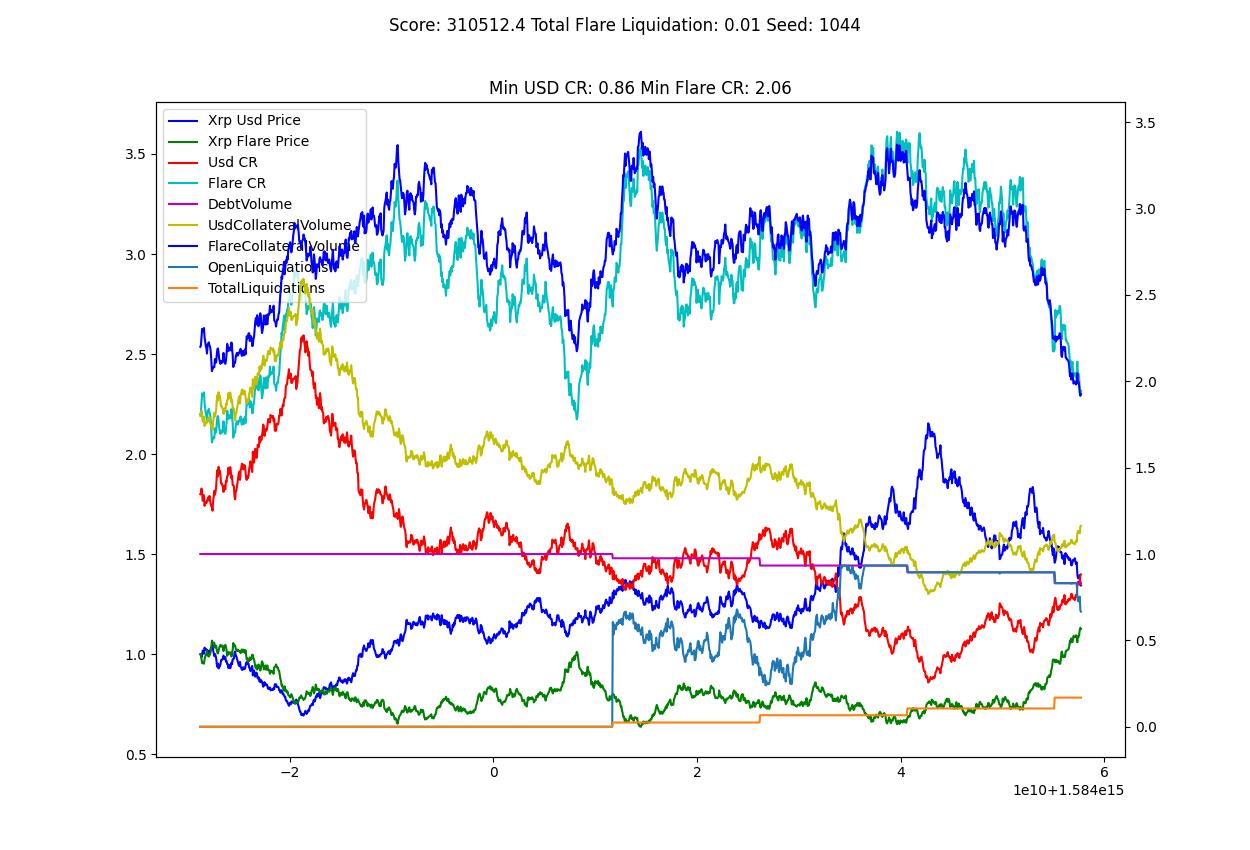 Score: 310512.4 Total Flare Liquidation: 0.01 Seed: 1044
Min USD CR: 0.86 Min Flare CR: 2.06
Xrp Usd Price
Xrp Flare Price
Usd CR
Flare CR
DebtVolume
UsdCollateralVolume
FlareCollateralVolume
OpenLiquidations
TotalLiquidations
3.5
3.0
2.5
2.0
1.5
1.0
0.5
3.5
3.0
2.5
2.0
1.5
1.0
0.5
0.0
−2 0 2 4 6
1e10+1.584e15